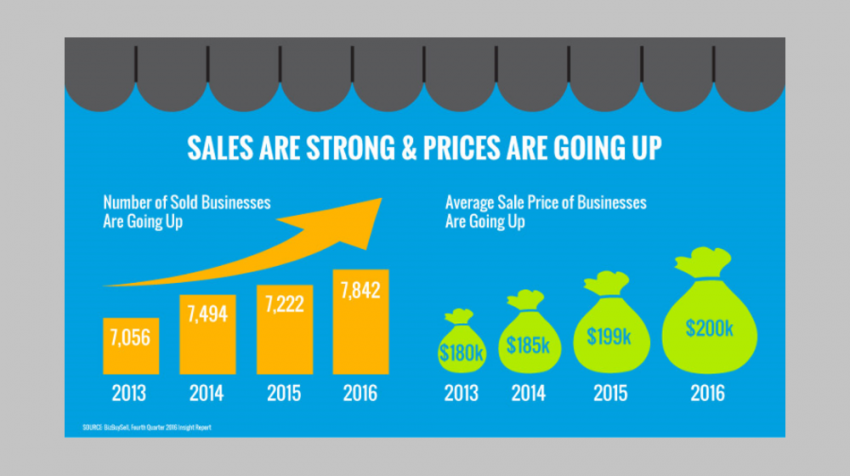 SALES ARE STRONG & PRICES ARE GOING UP
Number of Sold Businesses
Are Going Up
7,056
7,494
7,222
7,842
2013
2014
2015
2016
Average Sale Price of Businesses
Are Going Up
$180k
$185k
$199k
$200k
2013
2014
2015
2016
SOURCE: BizBuySell, Fourth Quarter 2016 Insight Report